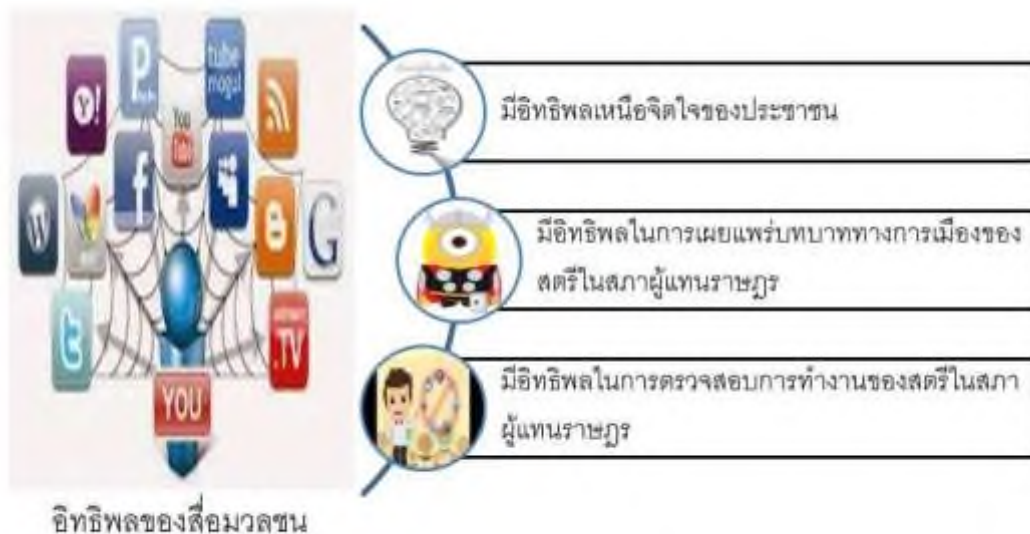 tube
mogul
Y!
P
You
Tube
f
W
G
t
.TV
YOU
มีอิทธิพลเหนือจิตใจของประชาชน
มีอิทธิพลในการเผยแพร่บทบาททางการเมืองของ
สตรีในสภาผู้แทนราษฎร
มีอิทธิพลในการตรวจสอบการทำงานของสตรีในสภา
ผู้แทนราษฎร
อิทธิพลของสื่อมวลชน